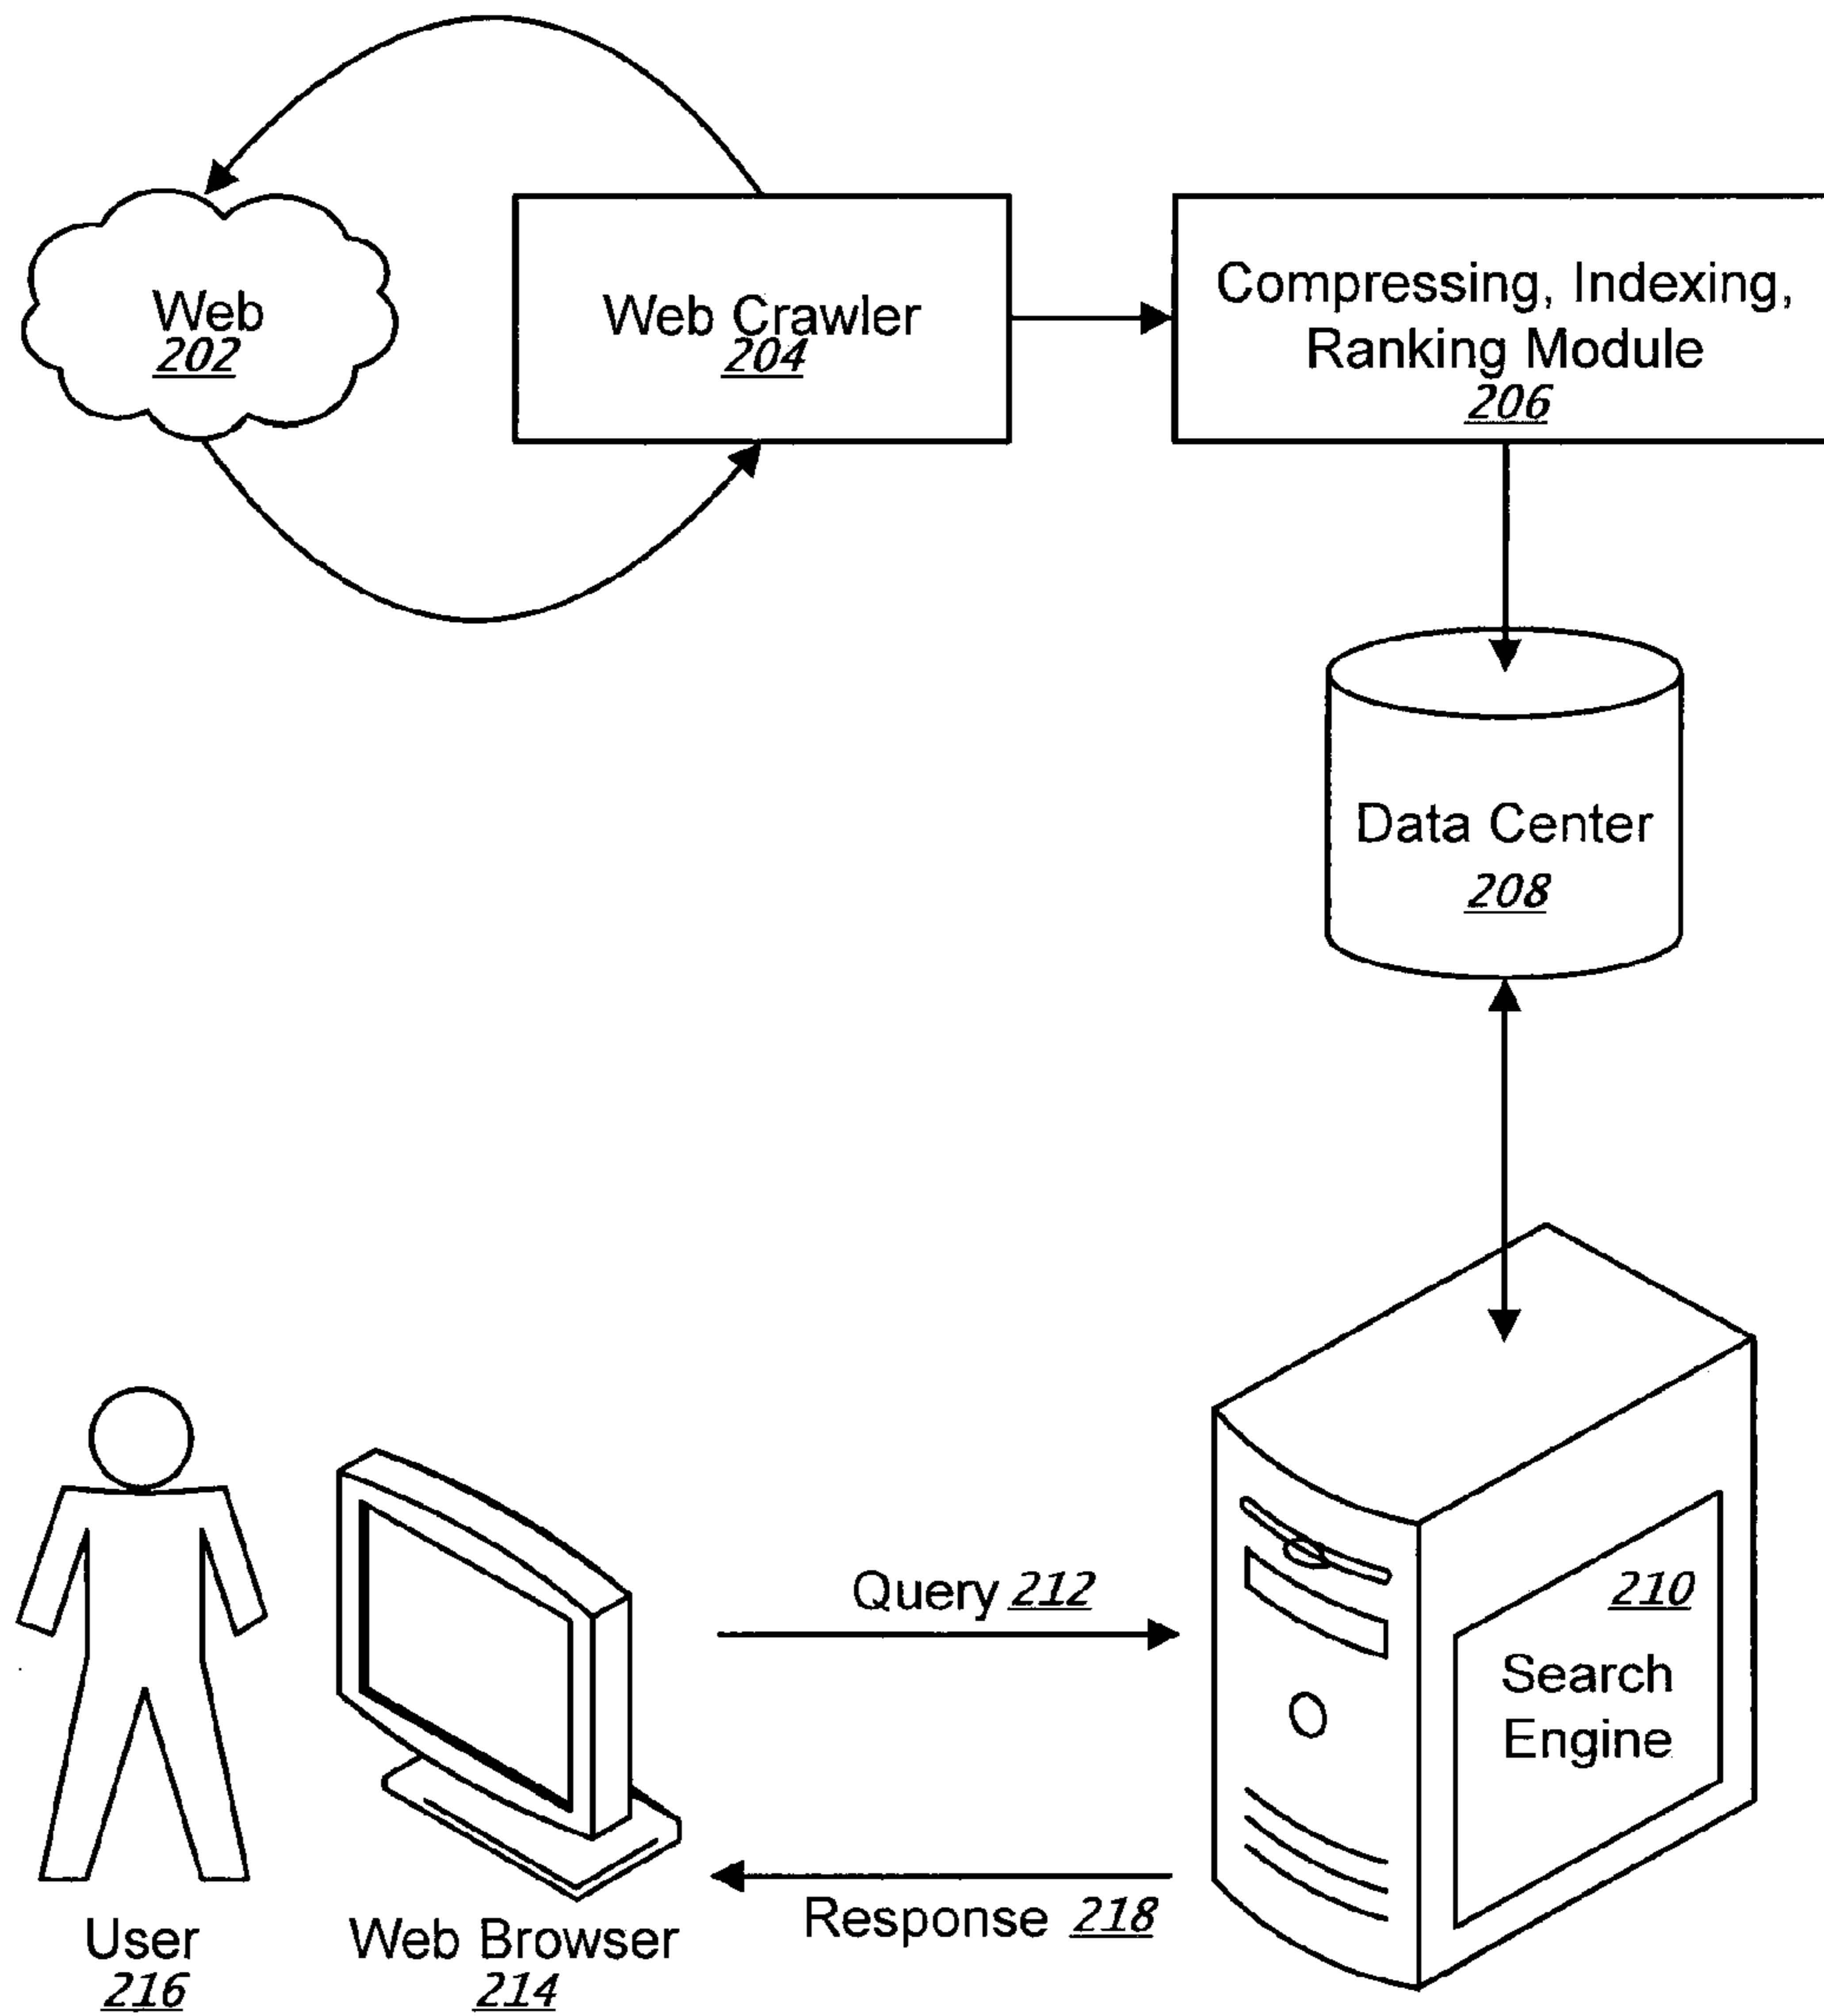 Web
202
Web Crawler
204
Compressing, Indexing,
Ranking Module
206
Data Center
208
Query 212
210
Search
Engine
Response 218
User
216
Web Browser
214